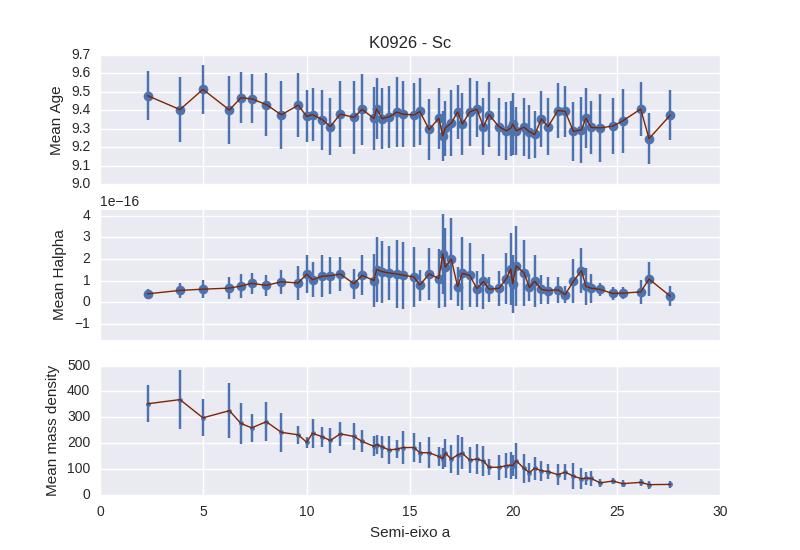 K0926 - Sc
9.7
9.6
9.5
9.4
9.3
9.2
9.1
9.0
Mean Age
1e−16
4
3
2
1
0
−1
Mean Halpha
500
400
300
200
100
0
Mean mass density
0 5 10 15 20 25 30
Semi-eixo a